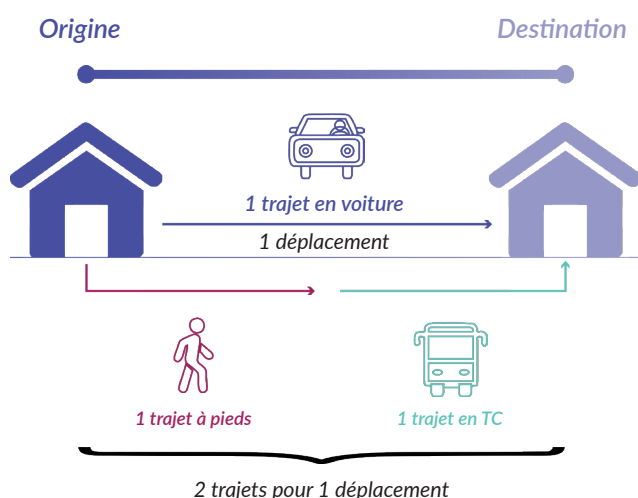 Origine
Destination
1 trajet en voiture
1 déplacement
1 trajet à pieds
1 trajet en TC
2 trajets pour 1 déplacement